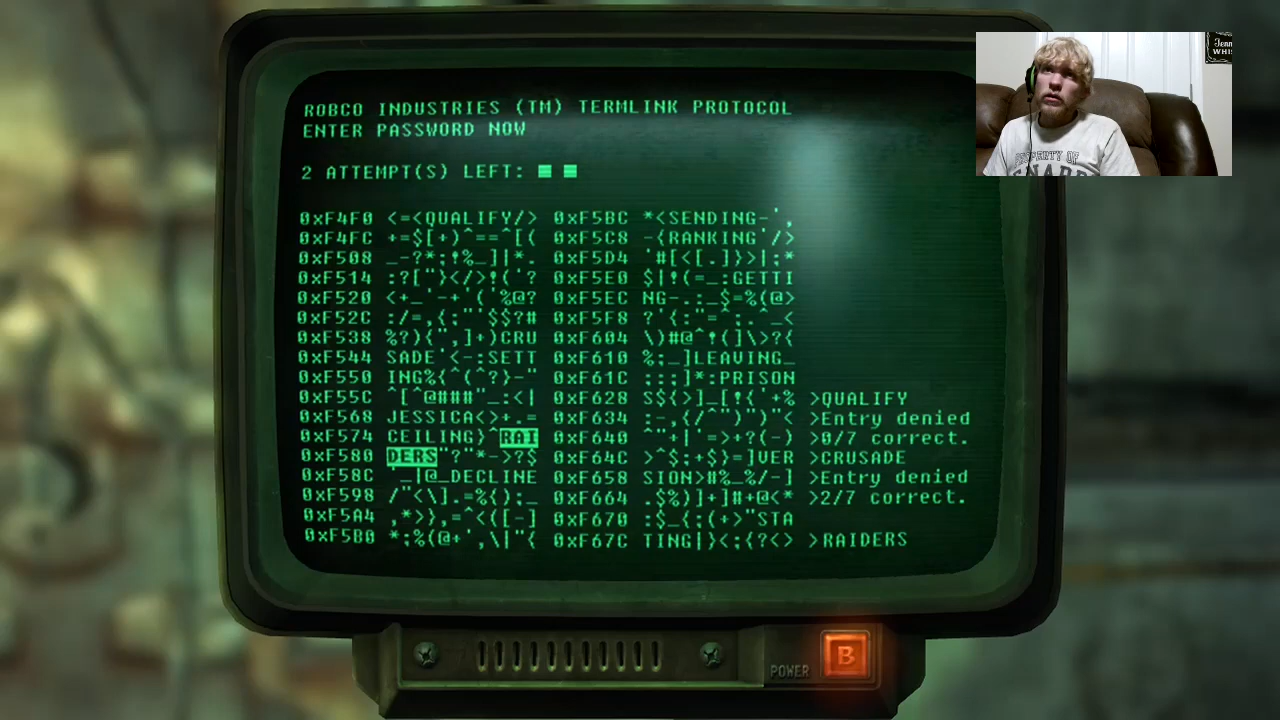 ROBCO INDUSTRIES (TM) TERMLINK PROTOCOL
ENTER PASSWORD NOW
2 ATTEMPT(S) LEFT:
0xF4F0 <=<QUALIFY/> 0xF5BC *<SENDING-',
0xF4FC +=$[+)^==^[( 0xF5C8 -{RANKING'/>
0xF508 _-?*;!%_]|*. 0xF5D4 '#[<[.]}>|;*
0xF514 :?["}</>!('? 0xF5E0 $|!(=_:GETTI
0xF520 <+_'-+'('%@? 0xF5EC NG-.:_$=%(@>
0xF52C :/=,{:"'$$?# 0xF5F8 ?'{:"=^;.^_<
0xF538 %?){",]+)CRU 0xF604 \)#@^!(]\>?{
0xF544 SADE'<-:SETT 0xF610 %;_]LEAVING_
0xF550 ING%{^(^?}-" 0xF61C :;:]*:PRISON
0xF55C ^[^@###"_:<| 0xF628 S${>]_[!{'+%
0xF568 JESSICA<>+.= 0xF634 :-,{/^")")"<
0xF574 CEILING}^RAI 0xF640 ^"+|'=>+?(-)
0xF580 DERS"?"*->?$ 0xF64C >^$;+$}=]VER
0xF58C '_|@_DECLINE 0xF658 SION>#%_%/-]
0xF598 /"<\].=%{);_ 0xF664 .$%)]+]#+@<*
0xF5A4 ,*>},=^<([-] 0xF670 :$_{;(+>"STA
0xF5B0 *;%(@+',\|"{ 0xF67C TING|}<;{?<>
>QUALIFY
>Entry denied
>0/7 correct.
>CRUSADE
>Entry denied
>2/7 correct.
>RAIDERS
POWER
B
PROPERTY OF
WHIS